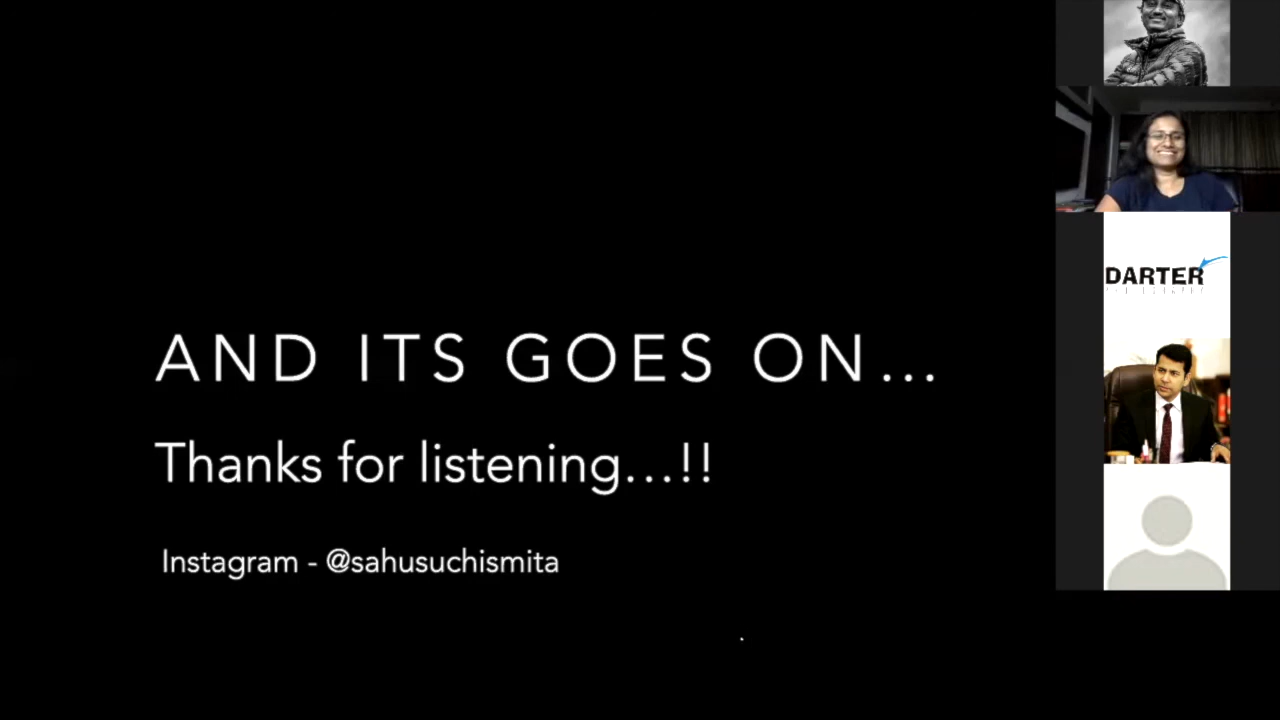 AND ITS GOES ON...
Thanks for listening...!!
Instagram - @sahusuchismita
DARTER